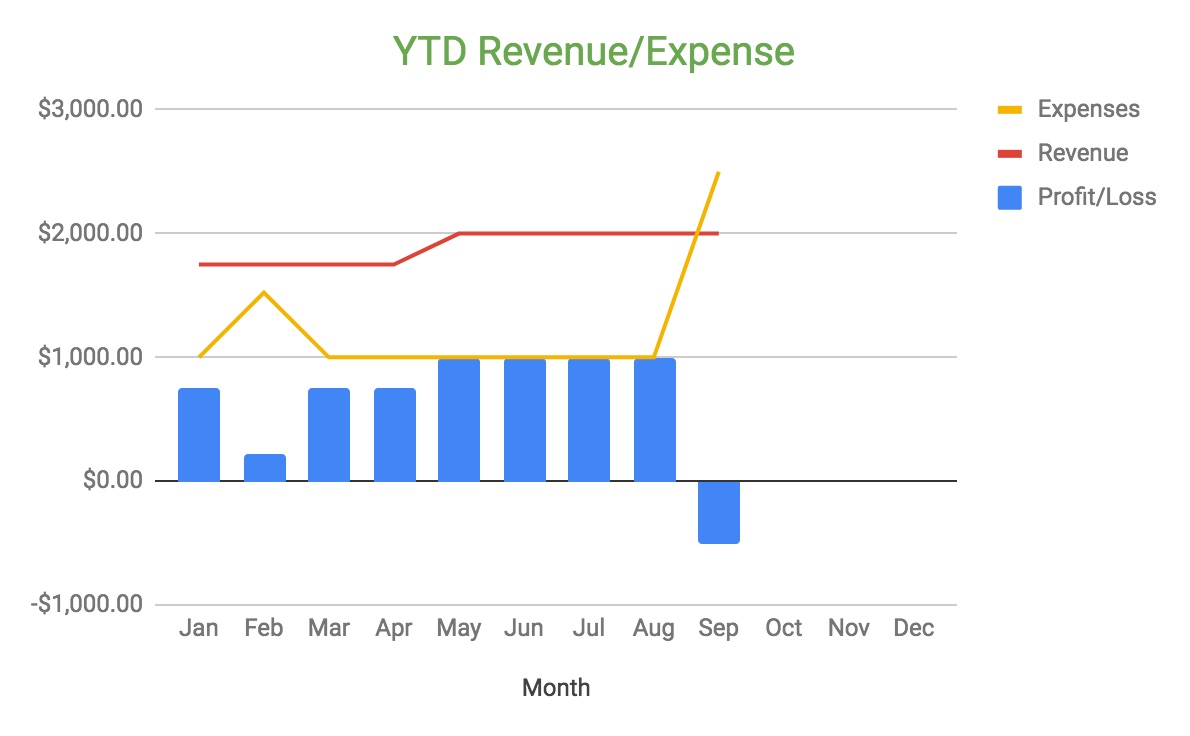 YTD Revenue/Expense
$3,000.00
$2,000.00
$1,000.00
$0.00
-$1,000.00
Jan Feb Mar Apr May Jun Jul Aug Sep Oct Nov Dec
Month
Expenses
Revenue
Profit/Loss